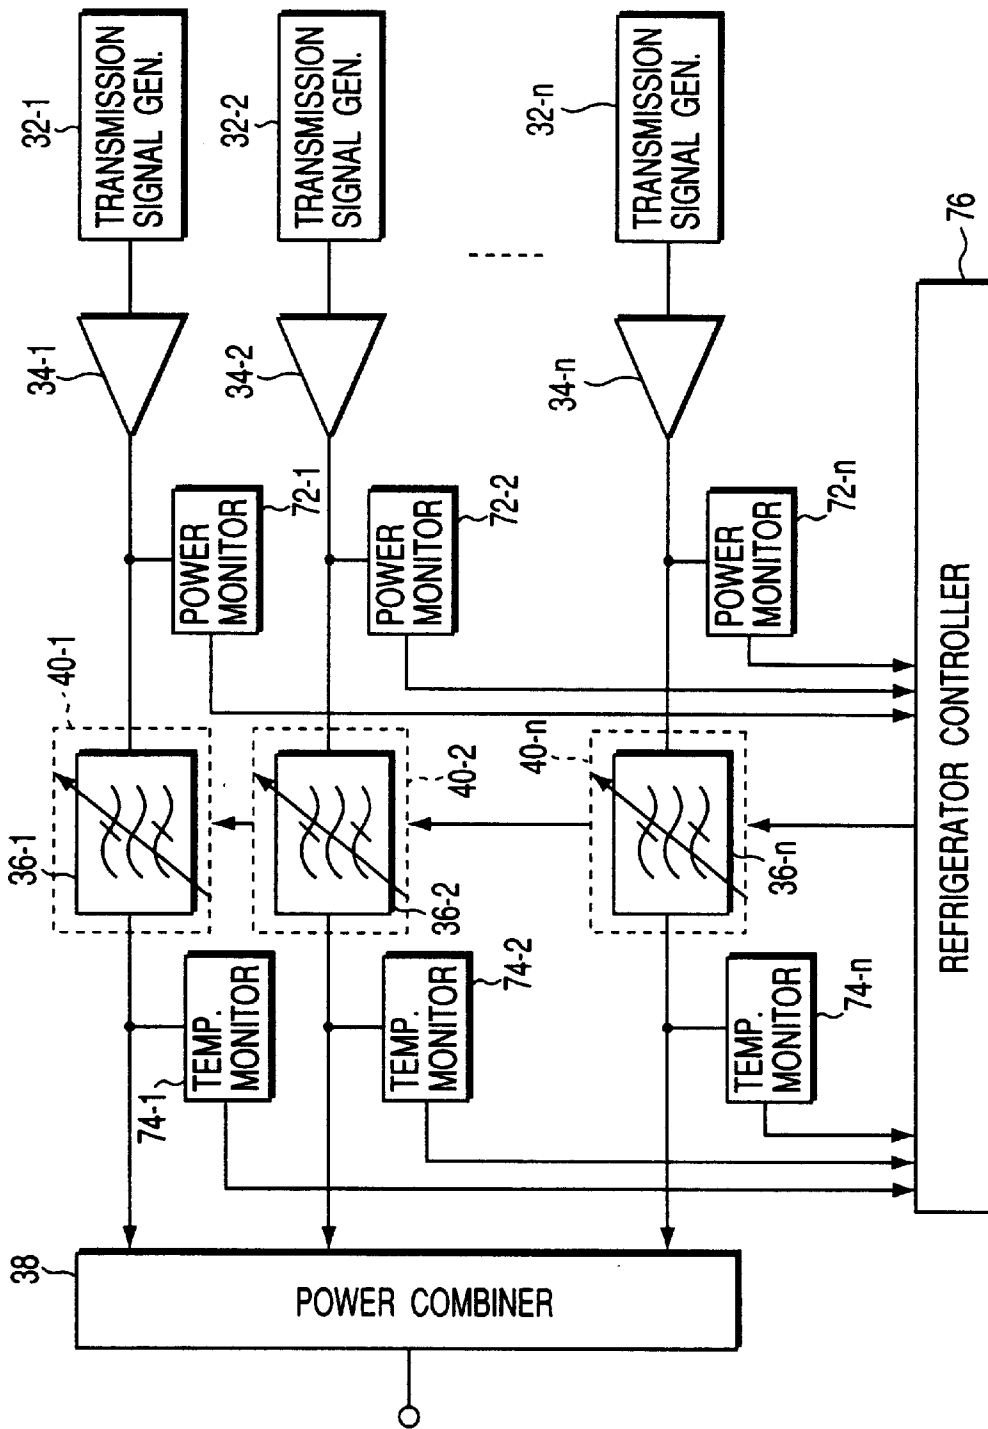 32-1
TRANSMISSION
SIGNAL GEN.
34-1
POWER
MONITOR
72-1
40-1
36-1
TEMP.
MONITOR
74-1
32-2
TRANSMISSION
SIGNAL GEN.
34-2
POWER
MONITOR
72-2
40-2
36-2
TEMP.
MONITOR
74-2
32-n
TRANSMISSION
SIGNAL GEN.
34-n
POWER
MONITOR
72-n
40-n
36-n
TEMP.
MONITOR
74-n
38
POWER COMBINER
76
REFRIGERATOR CONTROLLER